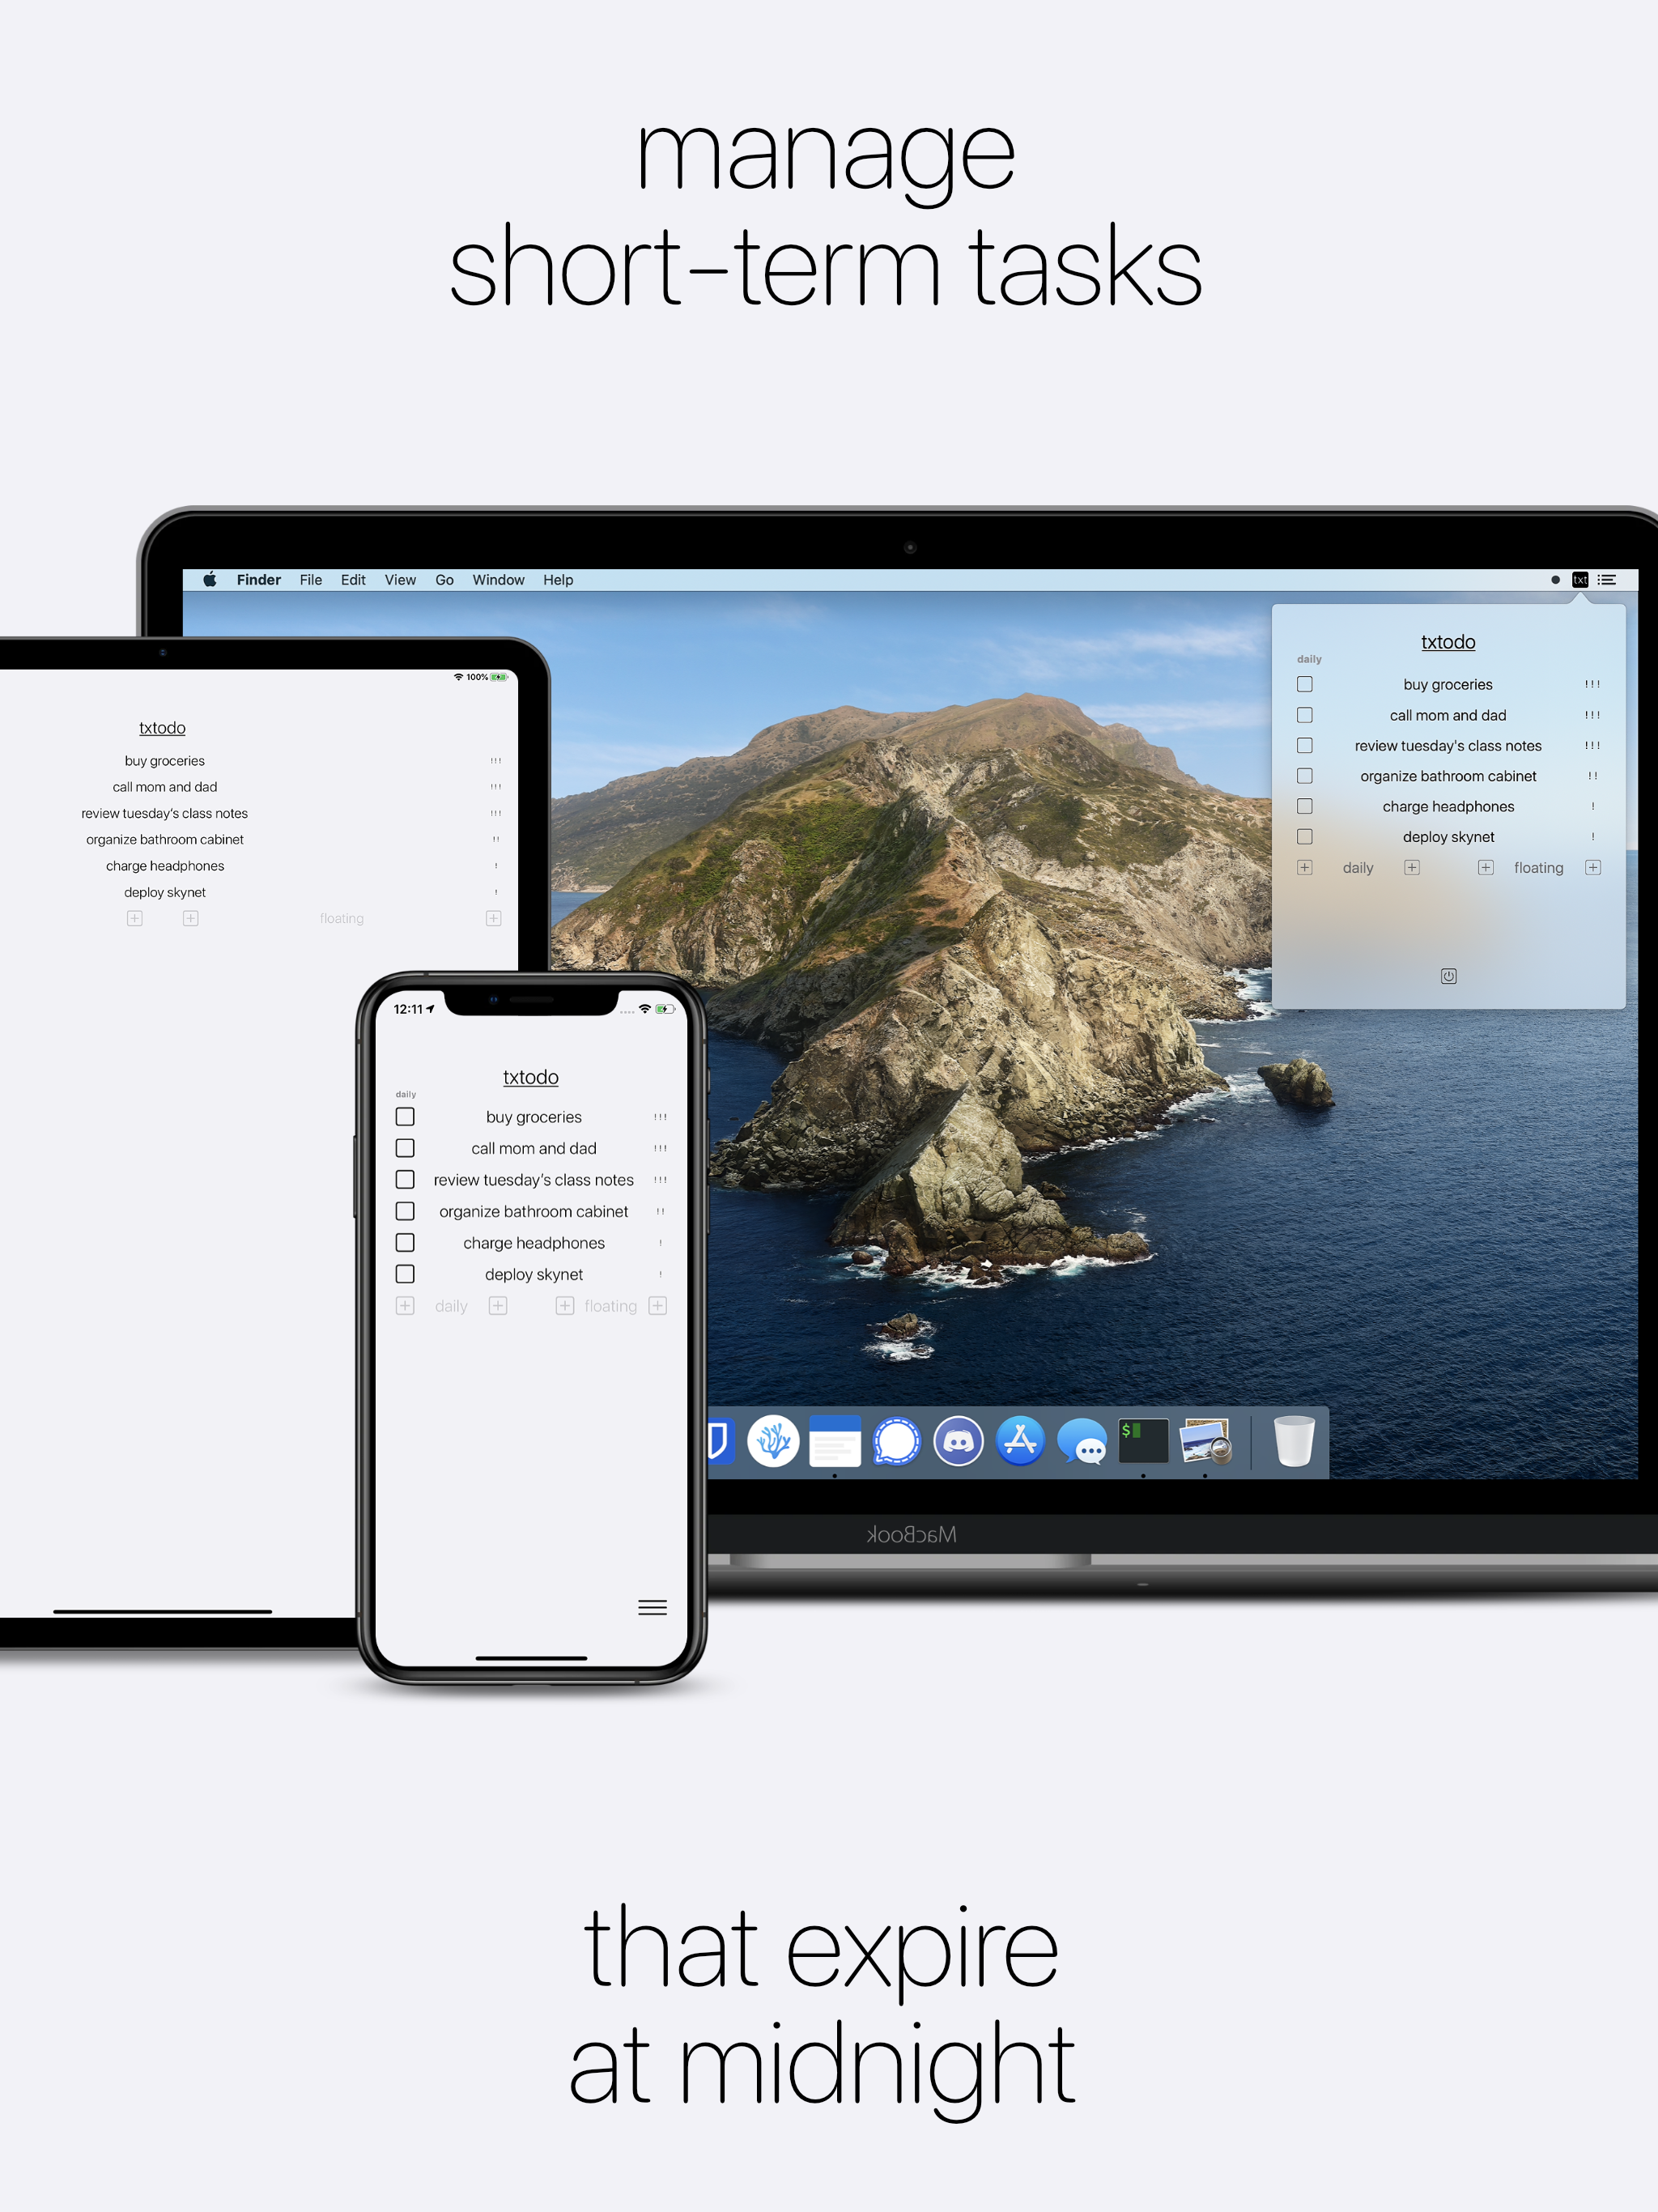 manage
short-term tasks
Finder File Edit View Go Window Help
txt
txtodo
daily
buy groceries !!!
call mom and dad !!!
review tuesday's class notes !!!
organize bathroom cabinet !!
charge headphones !
deploy skynet !
daily floating
100%
txtodo
buy groceries !!!
call mom and dad !!!
review tuesday's class notes !!!
organize bathroom cabinet !!
charge headphones !
deploy skynet !
floating
12:11
txtodo
daily
buy groceries !!!
call mom and dad !!!
review tuesday's class notes !!!
organize bathroom cabinet !!
charge headphones !
deploy skynet !
daily floating
$
MacBook
that expire
at midnight